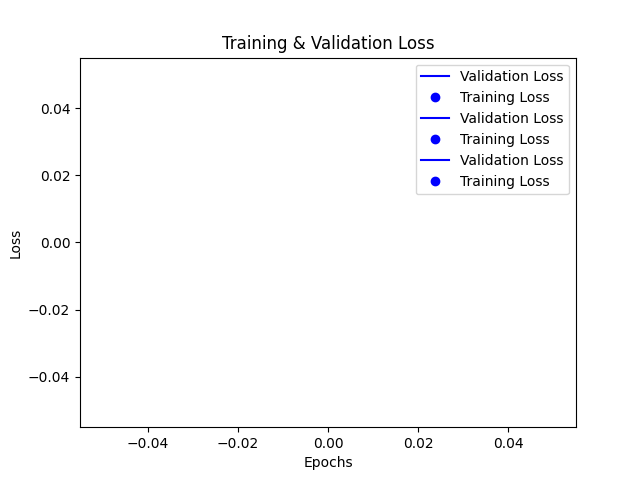 Training & Validation Loss
Validation Loss
Training Loss
Validation Loss
Training Loss
Validation Loss
Training Loss
0.04
0.02
0.00
−0.02
−0.04
Loss
−0.04
−0.02
0.00
0.02
0.04
Epochs